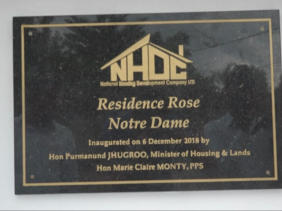 NHDC
National Housing Development Company Ltd
Residence Rose
Notre Dame
Inaugurated on 6 December 2018 by
Hon Purmanund JHUGROO, Minister of Housing & Lands
Hon Marie Claire MONTY, PPS